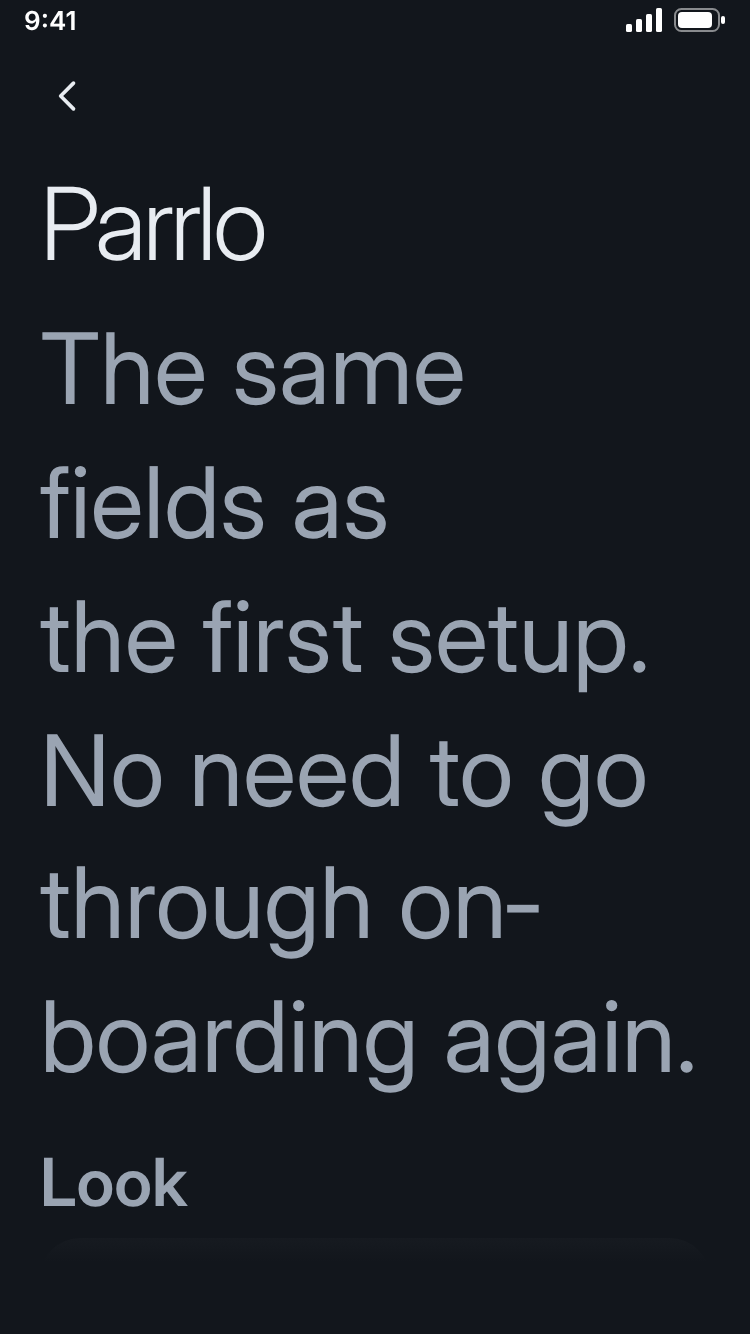 9:41
Parrlo
The same
fields as
the first setup.
No need to go
through on-
boarding again.
Look